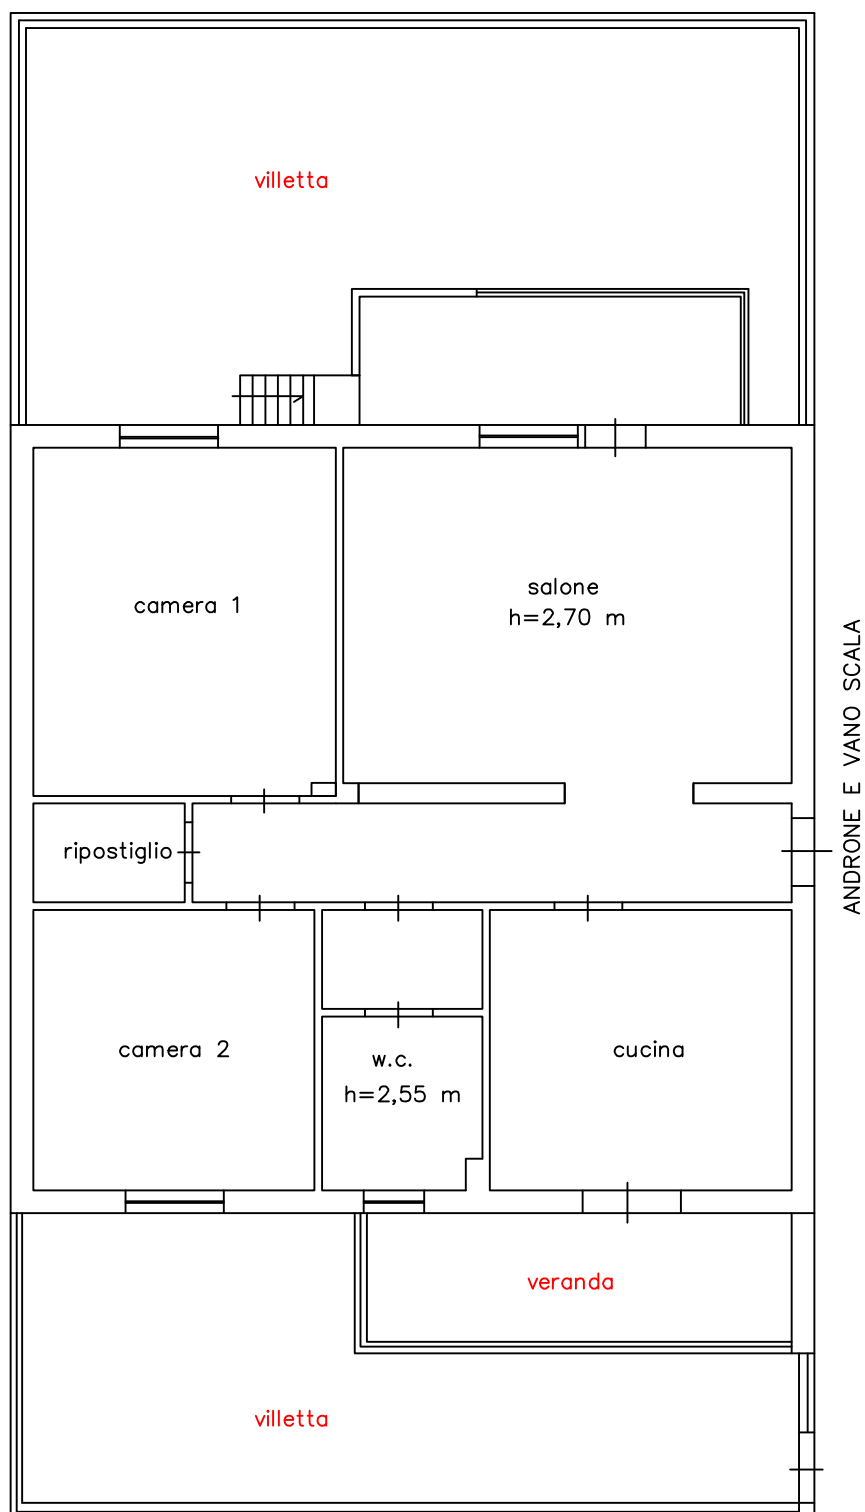 villetta
camera 1
salone
h=2,70 m
ANDRONE E VANO SCALA
ripostiglio
camera 2
w.c.
h=2,55 m
cucina
veranda
villetta